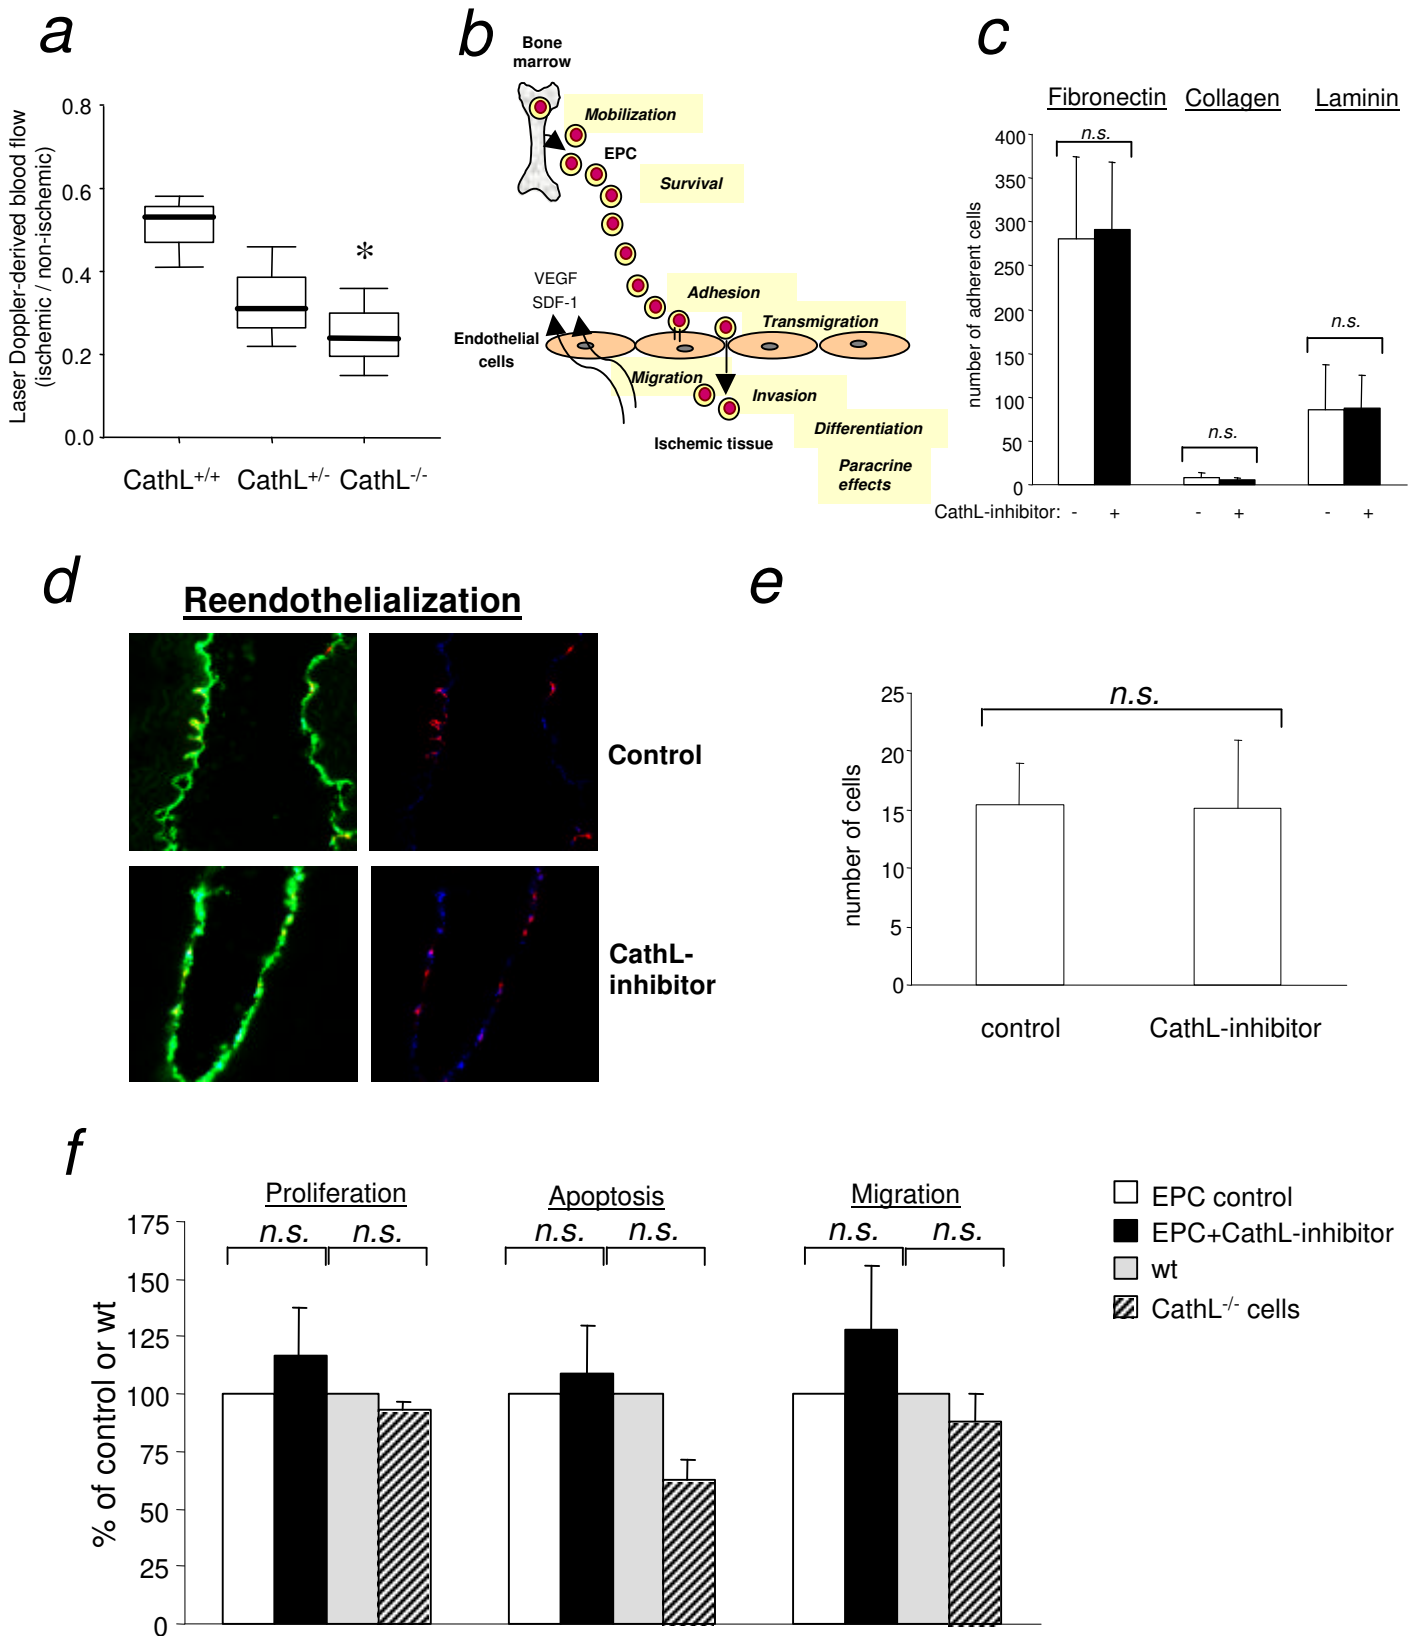 a
Laser Doppler-derived blood flow
(ischemic / non-ischemic)
0.8
0.6
0.4
0.2
0.0
*
CathL+/+ CathL+/- CathL-/-
b
Bone
marrow
Mobilization
EPC
Survival
VEGF
SDF-1
Adhesion
Transmigration
Endothelial
cells
Migration
Invasion
Ischemic tissue
Differentiation
Paracrine
effects
c
Fibronectin Collagen Laminin
number of adherent cells
400
350
300
250
200
150
100
50
0
n.s.
n.s.
n.s.
CathL-inhibitor: - + - + - +
d
Reendothelialization
Control
CathL-
inhibitor
e
number of cells
25
20
15
10
5
0
n.s.
control CathL-inhibitor
f
Proliferation Apoptosis Migration
n.s. n.s. n.s. n.s. n.s. n.s.
% of control or wt
175
150
125
100
75
50
25
0
EPC control
EPC+CathL-inhibitor
wt
CathL-/- cells